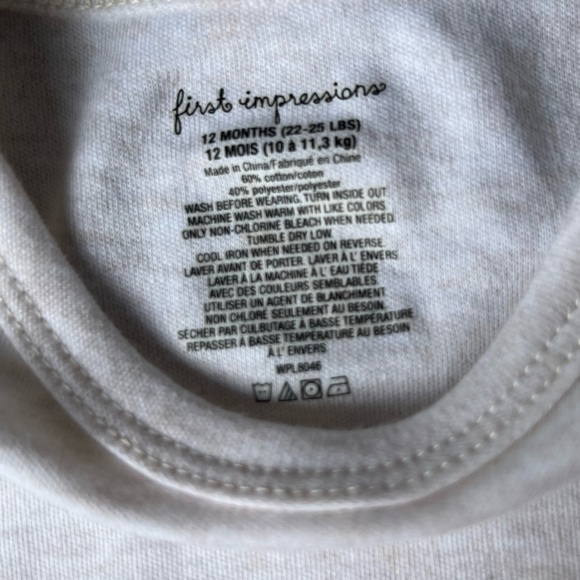 first impressions
12 MONTHS (22-25 LBS)
12 MOIS (10 à 11,3 kg)
Made in China/Fabriqué en Chine
60% cotton/coton
40% polyester/polyester
WASH BEFORE WEARING. TURN INSIDE OUT
MACHINE WASH WARM WITH LIKE COLORS
ONLY NON-CHLORINE BLEACH WHEN NEEDED.
TUMBLE DRY LOW.
COOL IRON WHEN NEEDED ON REVERSE.
LAVER AVANT DE PORTER. LAVER À L' ENVERS
LAVER À LA MACHINE À L' EAU TIÈDE
AVEC DES COULEURS SEMBLABLES.
UTILISER UN AGENT DE BLANCHIMENT
NON CHLORÉ SEULEMENT AU BESOIN.
SÉCHER PAR CULBUTAGE À BASSE TEMPÉRATURE
REPASSER À BASSE TEMPÉRATURE AU BESOIN
À L' ENVERS
WPL8046